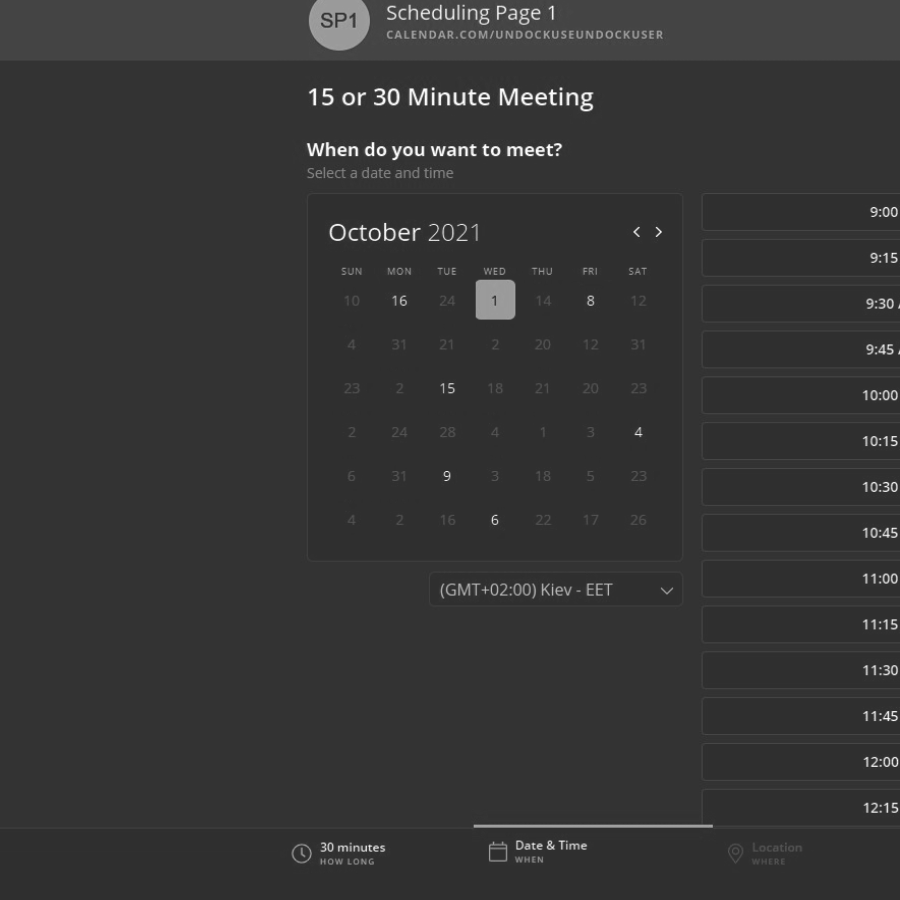 SP1
Scheduling Page 1
CALENDAR.COM/UNDOCKUSEUNDOCKUSER
15 or 30 Minute Meeting
When do you want to meet?
Select a date and time
October 2021
SUN MON TUE WED THU FRI SAT
10 16 24 1 14 8 12
4 31 21 2 20 12 31
23 2 15 18 21 20 23
2 24 28 4 1 3 4
6 31 9 3 18 5 23
4 2 16 6 22 17 26
(GMT+02:00) Kiev - EET
9:00
9:15
9:30
9:45
10:00
10:15
10:30
10:45
11:00
11:15
11:30
11:45
12:00
12:15
30 minutes
HOW LONG
Date & Time
WHEN
Location
WHERE